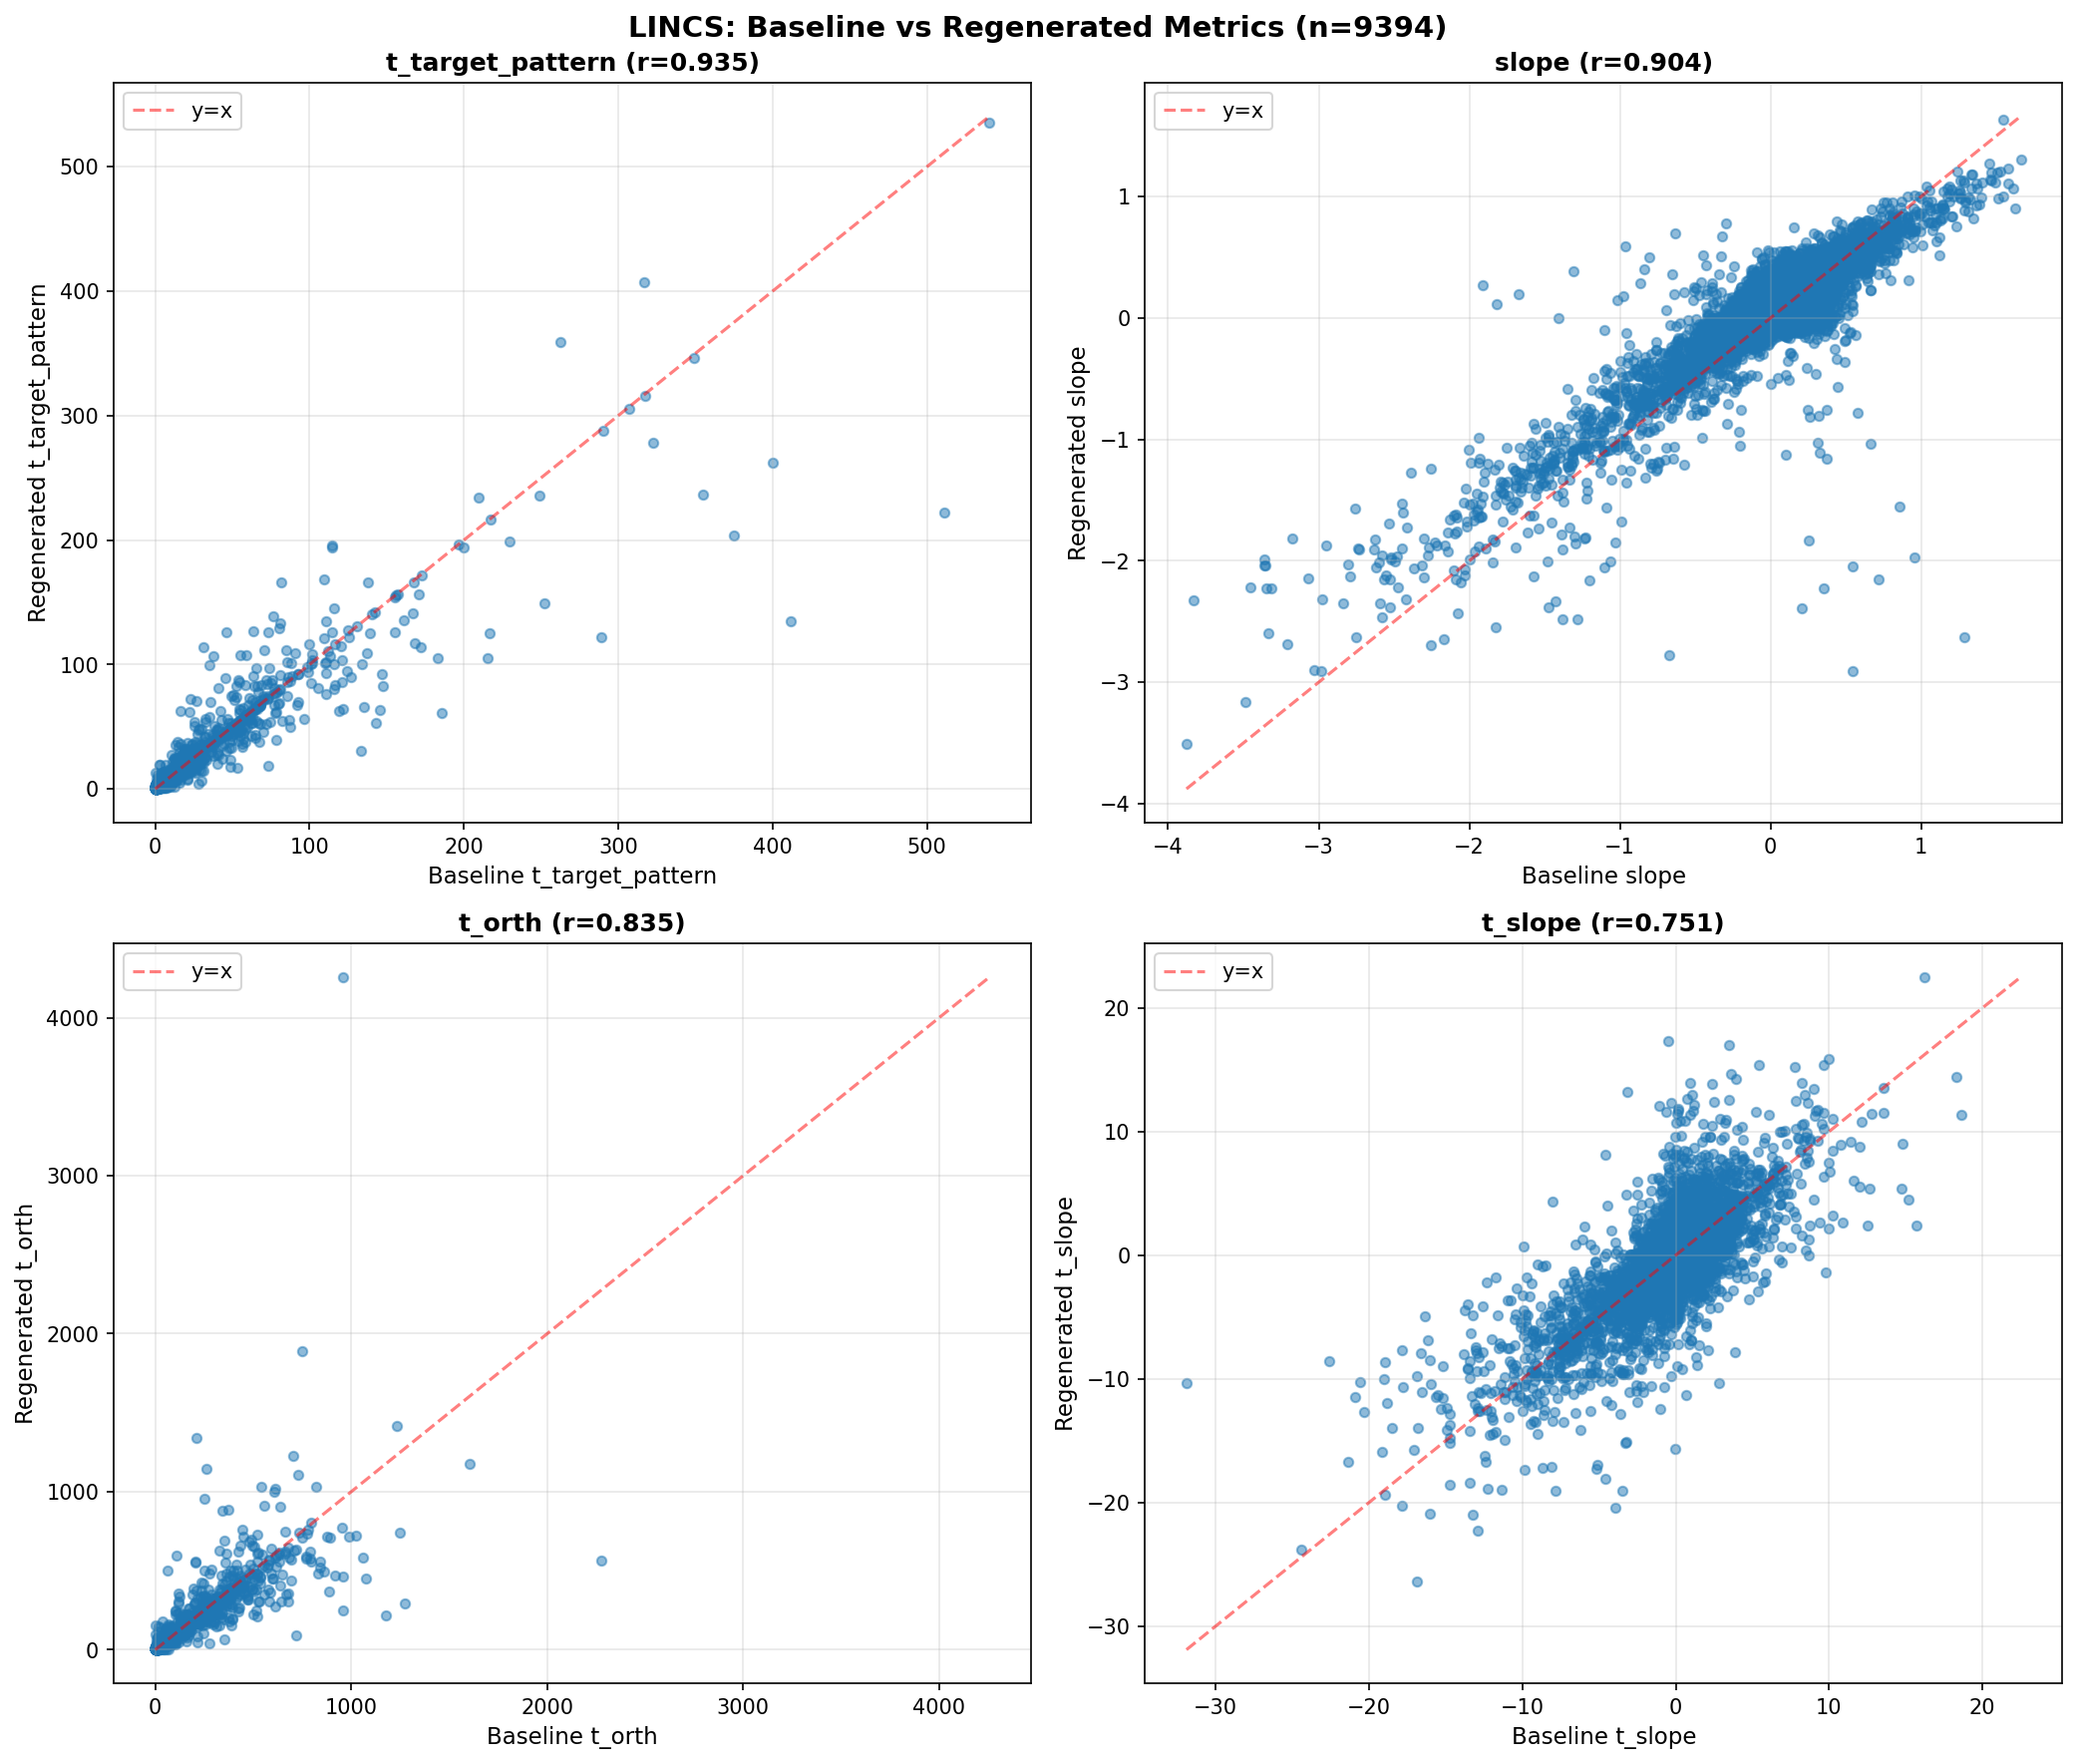 LINCS: Baseline vs Regenerated Metrics (n=9394)
t_target_pattern (r=0.935)
y=x
500
400
300
200
100
0
Regenerated t_target_pattern
0 100 200 300 400 500
Baseline t_target_pattern
slope (r=0.904)
y=x
1
0
−1
−2
−3
−4
Regenerated slope
−4 −3 −2 −1 0 1
Baseline slope
t_orth (r=0.835)
y=x
4000
3000
2000
1000
0
Regenerated t_orth
0 1000 2000 3000 4000
Baseline t_orth
t_slope (r=0.751)
y=x
20
10
0
−10
−20
−30
Regenerated t_slope
−30 −20 −10 0 10 20
Baseline t_slope